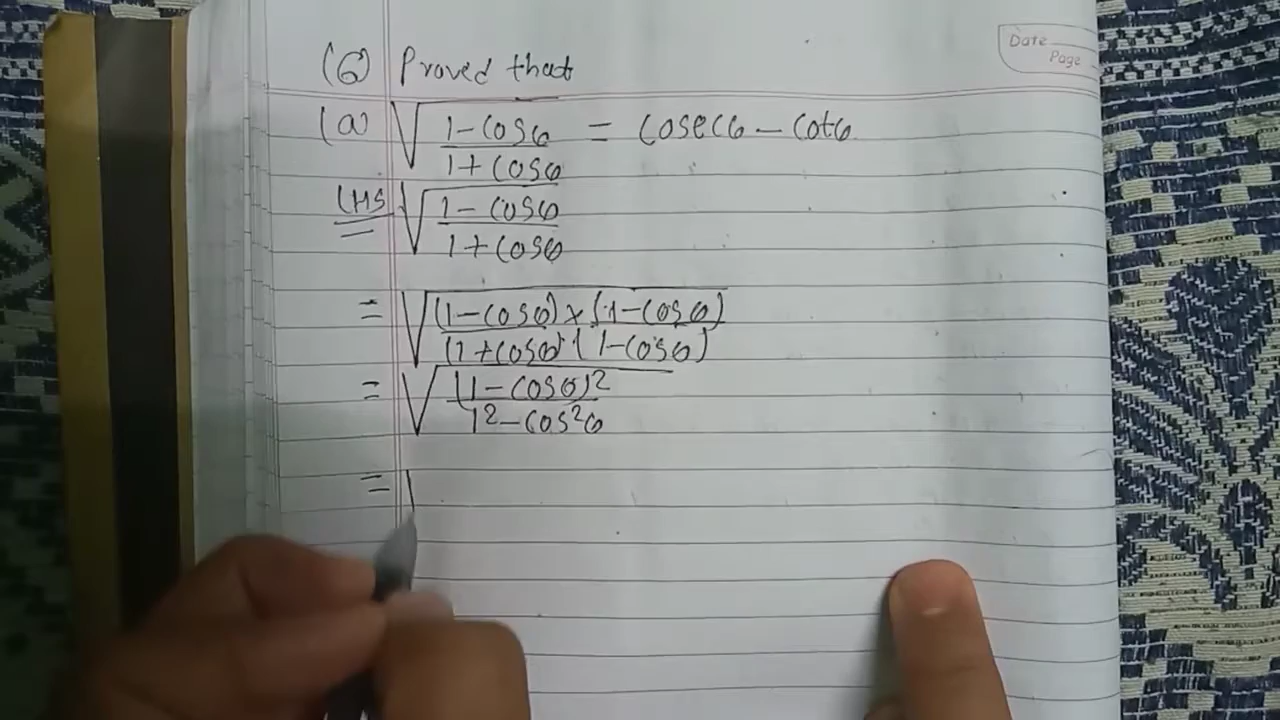 Date
Page
(6) Proved that
(a) √(1-cosθ / 1+cosθ) = cosecθ - cotθ
LHS √(1-cosθ / 1+cosθ)
= √((1-cosθ)×(1-cosθ) / (1+cosθ)(1-cosθ))
= √((1-cosθ)² / 1²-cos²θ)
=